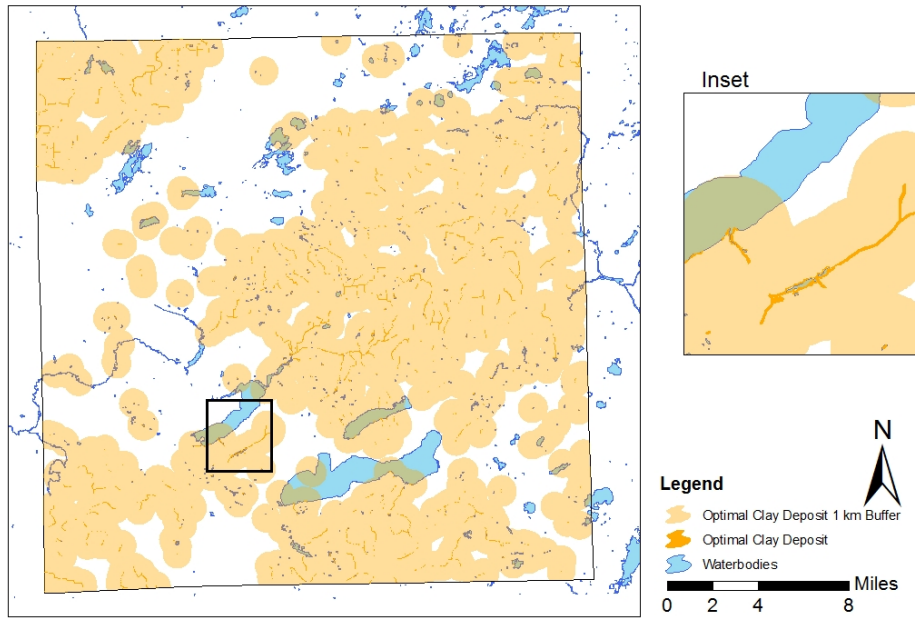 Inset
N
Legend
Optimal Clay Deposit 1 km Buffer
Optimal Clay Deposit
Waterbodies
Miles
0 2 4 8